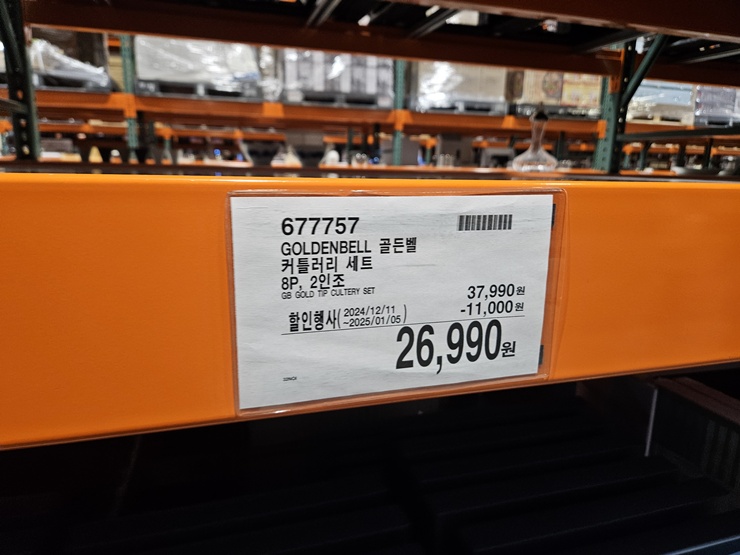 677757
GOLDENBELL 골든벨
커틀러리 세트
8P, 2인조
GB GOLD TIP CULTERY SET
37,990원
-11,000원
할인행사(2024/12/11
~2025/01/05)
26,990원